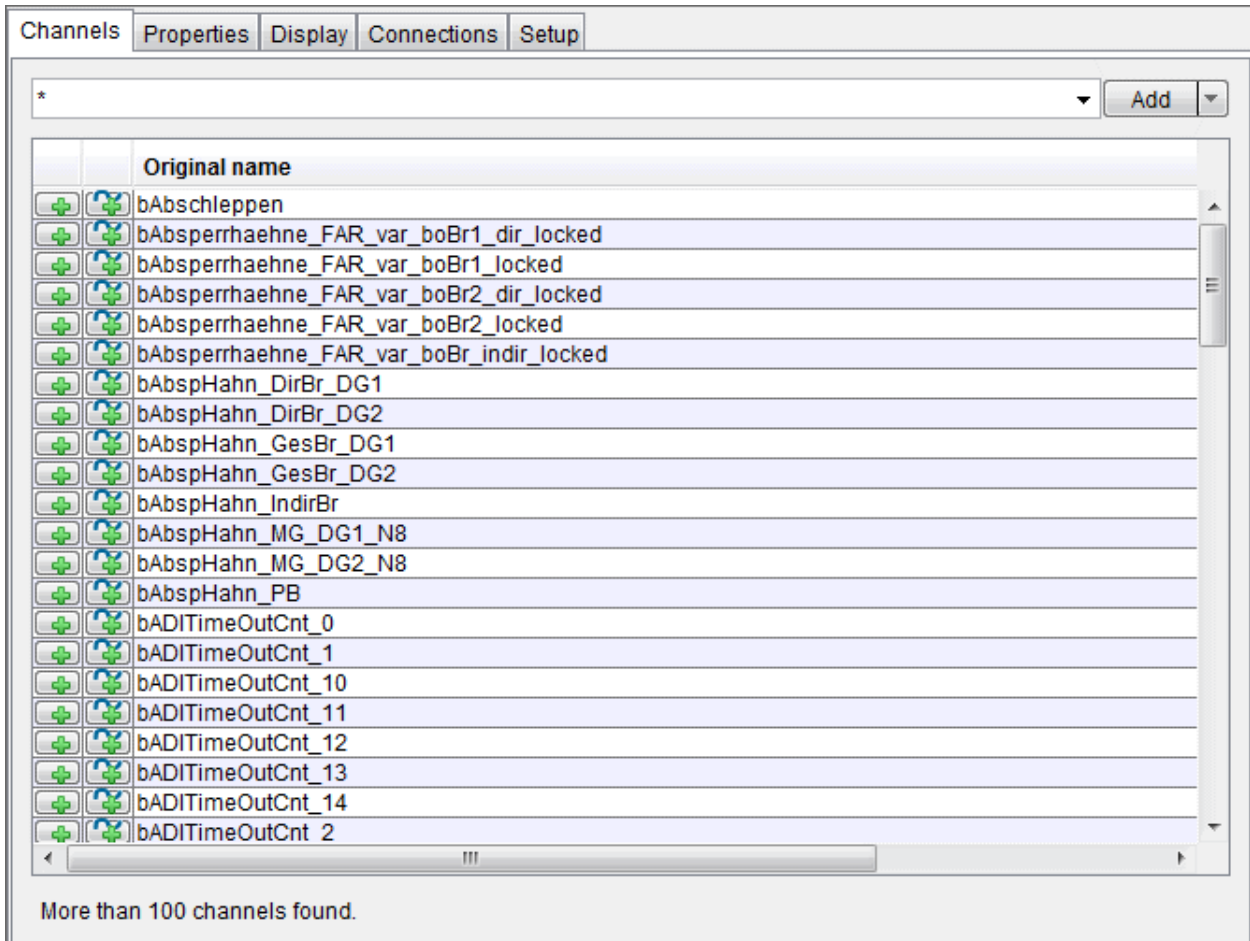 Channels Properties Display Connections Setup
* Add
Original name
bAbschleppen
bAbsperrhaehne_FAR_var_boBr1_dir_locked
bAbsperrhaehne_FAR_var_boBr1_locked
bAbsperrhaehne_FAR_var_boBr2_dir_locked
bAbsperrhaehne_FAR_var_boBr2_locked
bAbsperrhaehne_FAR_var_boBr_indir_locked
bAbspHahn_DirBr_DG1
bAbspHahn_DirBr_DG2
bAbspHahn_GesBr_DG1
bAbspHahn_GesBr_DG2
bAbspHahn_IndirBr
bAbspHahn_MG_DG1_N8
bAbspHahn_MG_DG2_N8
bAbspHahn_PB
bADITimeOutCnt_0
bADITimeOutCnt_1
bADITimeOutCnt_10
bADITimeOutCnt_11
bADITimeOutCnt_12
bADITimeOutCnt_13
bADITimeOutCnt_14
bADITimeOutCnt_2
More than 100 channels found.